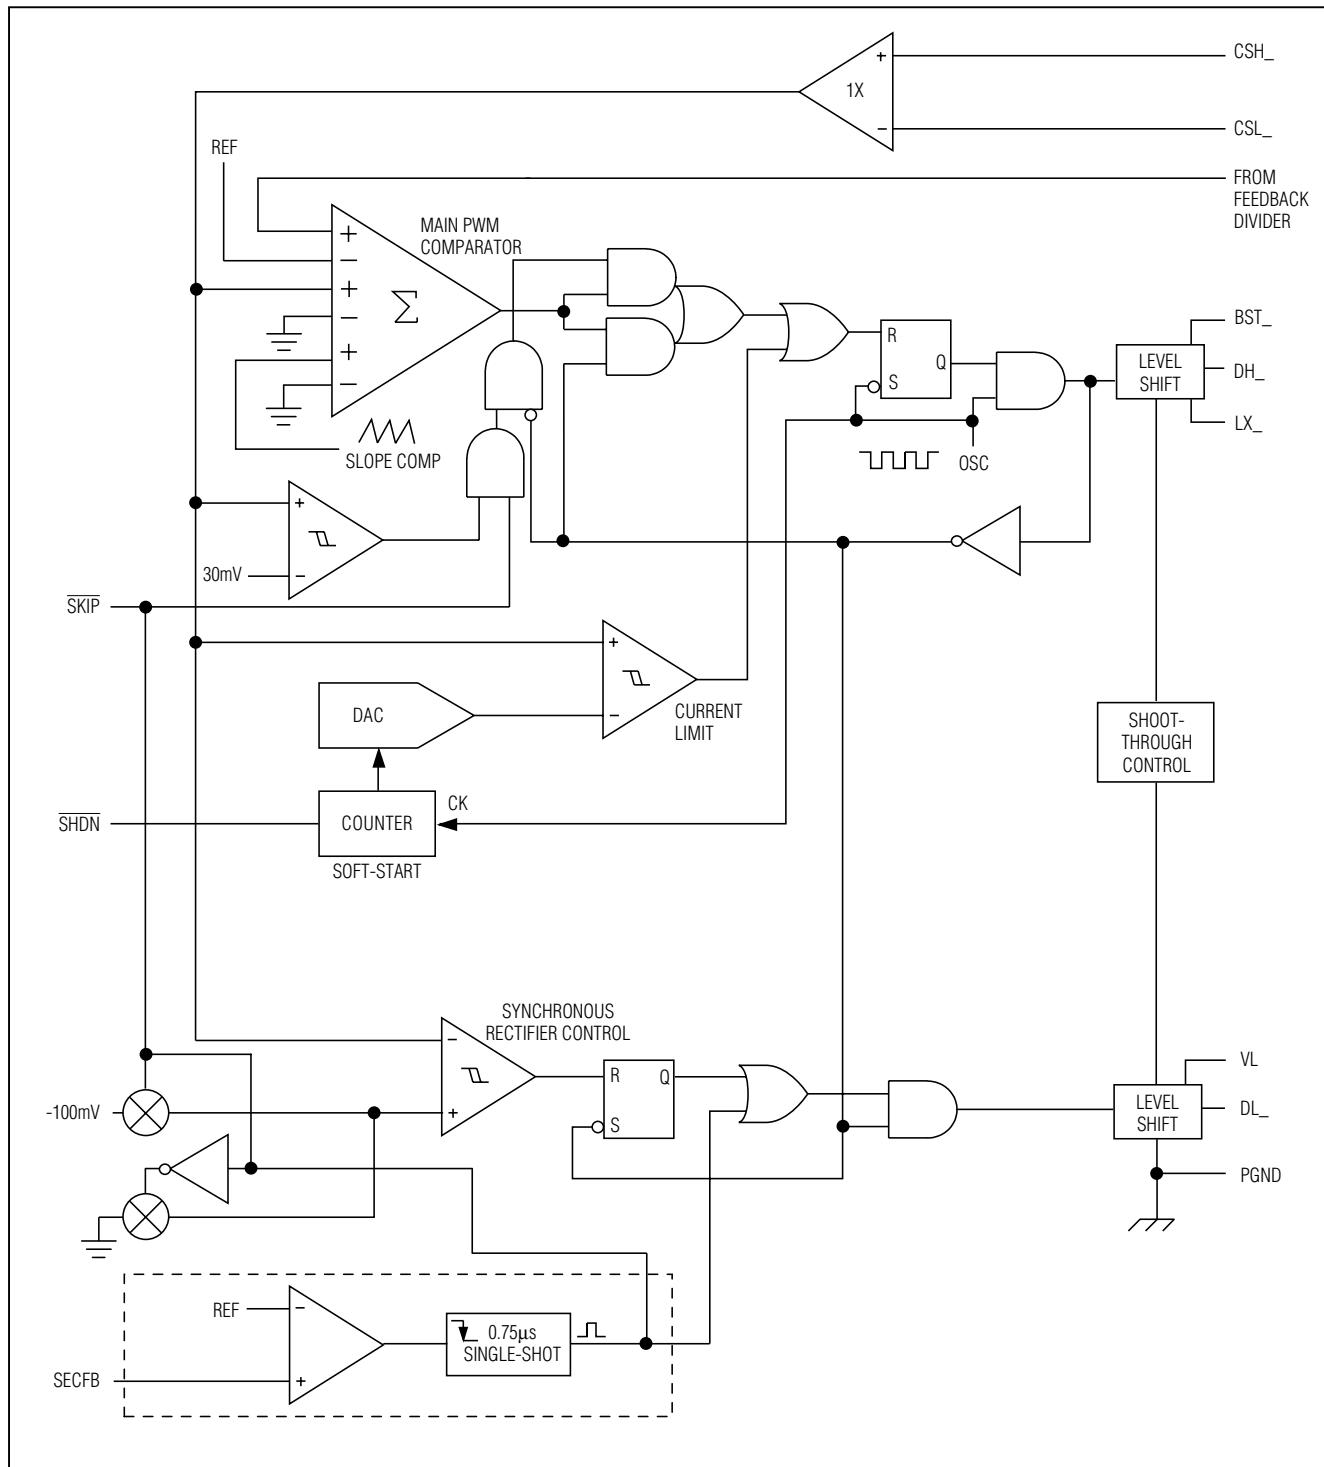 CSH_
1X
CSL_
REF
FROM
FEEDBACK
DIVIDER
MAIN PWM
COMPARATOR
+
−
+
−
+
−
Σ
SLOPE COMP
R
Q
S
OSC
BST_
LEVEL
SHIFT
DH_
LX_
+
30mV
−
SKIP
+
−
CURRENT
LIMIT
DAC
SHOOT-
THROUGH
CONTROL
SHDN
COUNTER
CK
SOFT-START
SYNCHRONOUS
RECTIFIER CONTROL
−
+
-100mV
R
Q
S
VL
LEVEL
SHIFT
DL_
PGND
REF
−
0.75µs
SINGLE-SHOT
SECFB
+